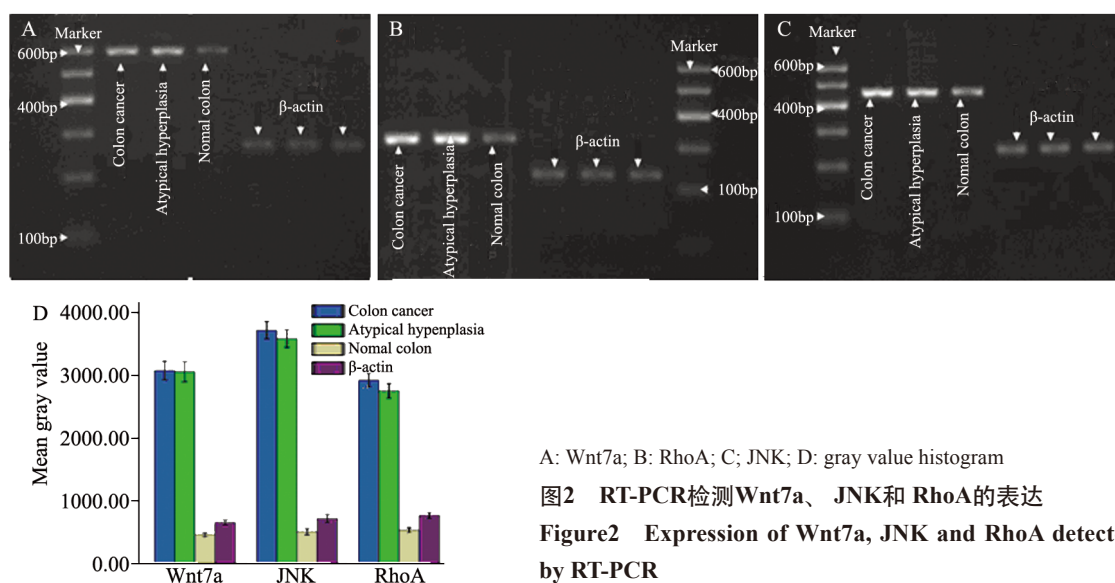 A
Marker
600bp
400bp
100bp
Colon cancer
Atypical hyperplasia
Nomal colon
β-actin
B
Marker
600bp
400bp
100bp
Colon cancer
Atypical hyperplasia
Nomal colon
β-actin
C
Marker
600bp
400bp
100bp
Colon cancer
Atypical hyperplasia
Nomal colon
β-actin
D
Mean gray value
4000.00
3000.00
2000.00
1000.00
0.00
Colon cancer
Atypical hypenplasia
Nomal colon
β-actin
Wnt7a JNK RhoA
A: Wnt7a; B: RhoA; C; JNK; D: gray value histogram
图2 RT-PCR检测Wnt7a、 JNK和 RhoA的表达
Figure2 Expression of Wnt7a, JNK and RhoA detect
by RT-PCR